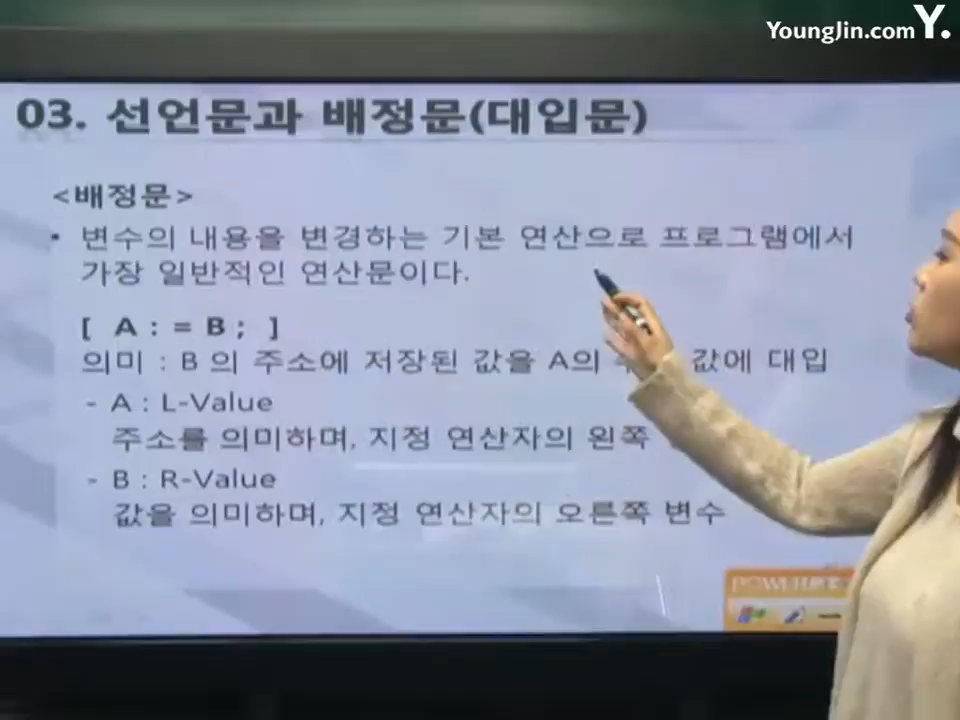 YoungJin.com Y.
03. 선언문과 배정문(대입문)
<배정문>
• 변수의 내용을 변경하는 기본 연산으로 프로그램에서
가장 일반적인 연산문이다.
[ A : = B ; ]
의미 : B 의 주소에 저장된 값을 A의 값에 대입
- A : L-Value
주소를 의미하며, 지정 연산자의 왼쪽
- B : R-Value
값을 의미하며, 지정 연산자의 오른쪽 변수